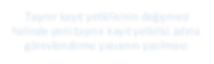 Taşınır kayıt yetkilisinin değişmesi
halinde yeni taşınır kayıt yetkilisi adına
görevlendirme yazısının yazılması